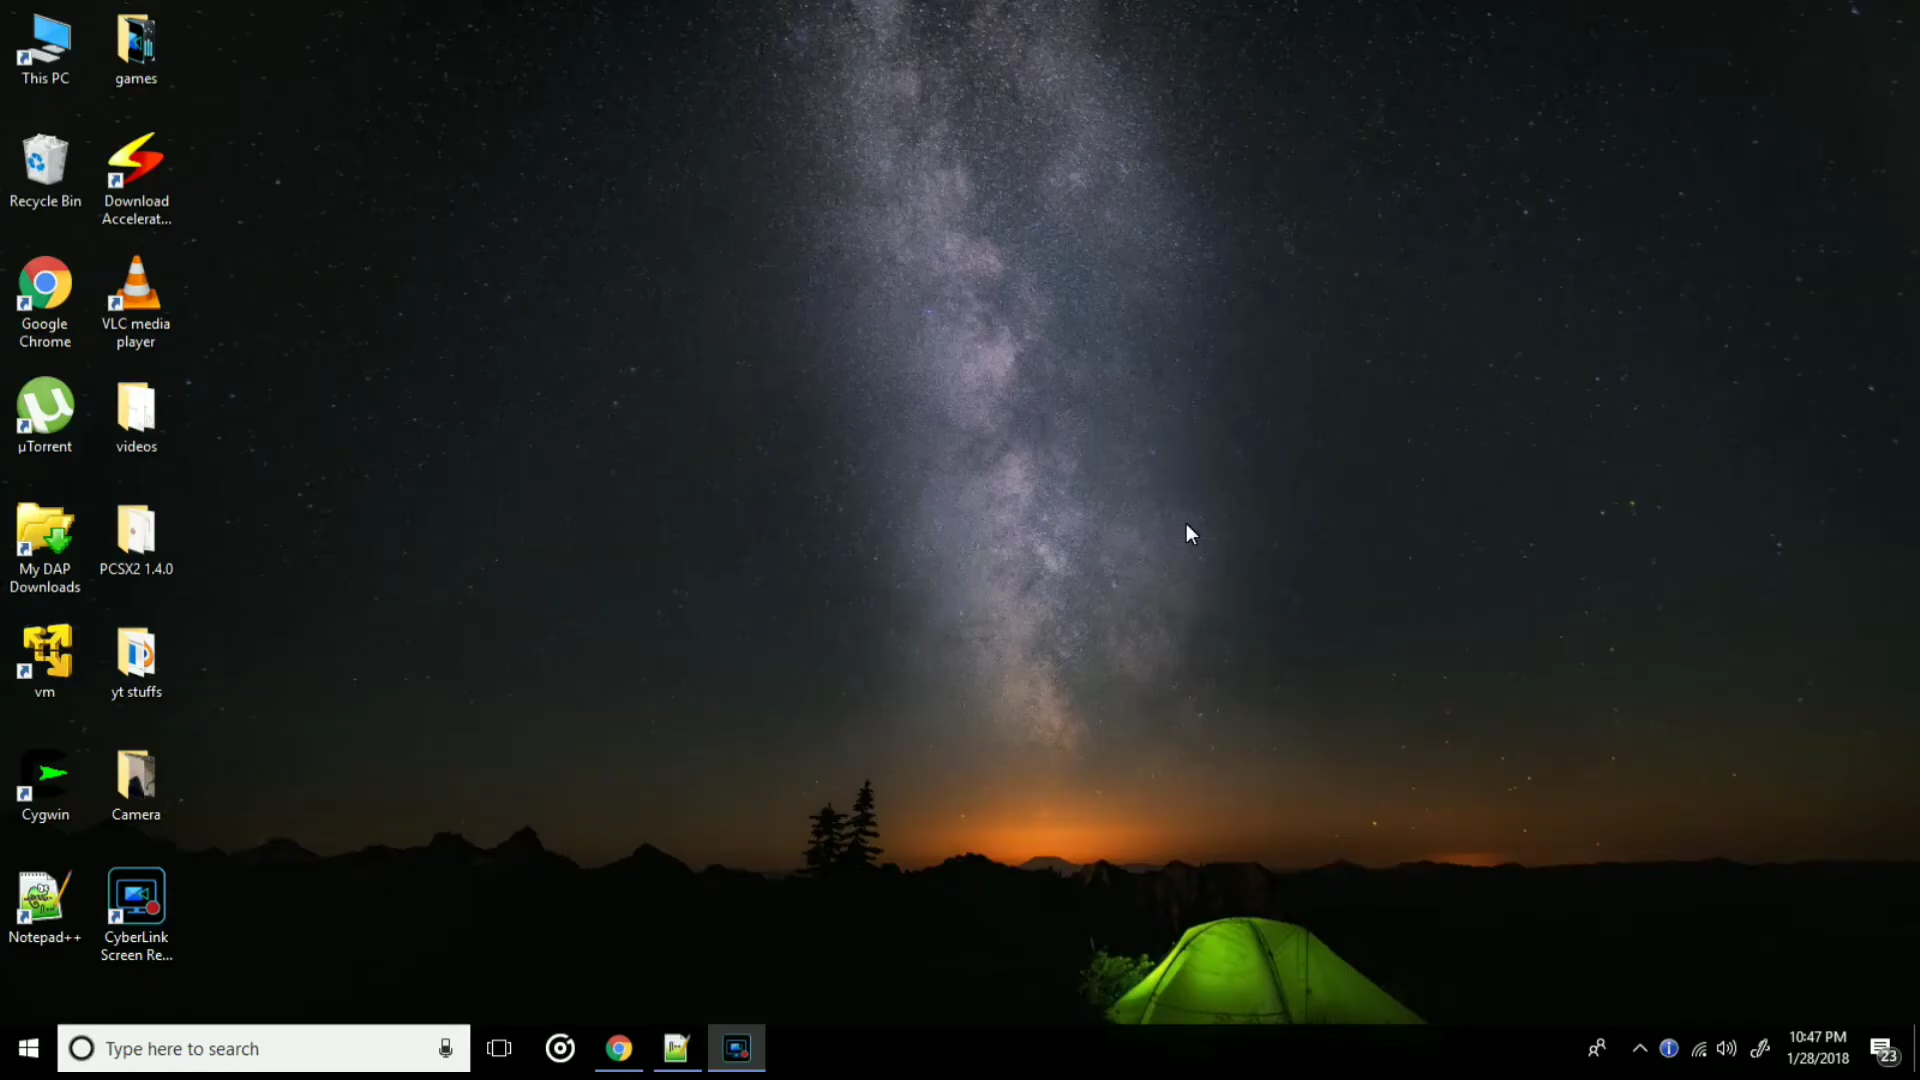 This PC
games
Recycle Bin
Download
Accelerat...
Google
Chrome
VLC media
player
µTorrent
videos
My DAP
Downloads
PCSX2 1.4.0
vm
yt stuffs
Cygwin
Camera
Notepad++
CyberLink
Screen Re...
Type here to search
10:47 PM
1/28/2018
23